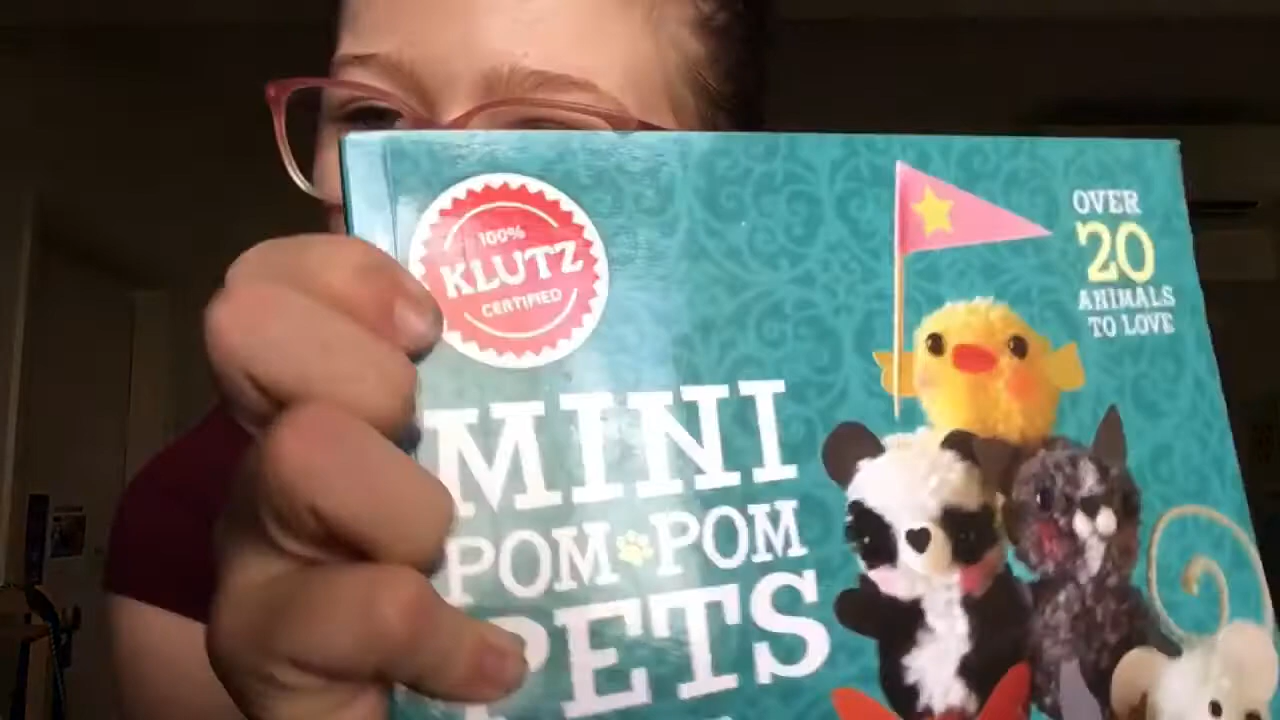 100%
KLUTZ
CERTIFIED
OVER
20
ANIMALS
TO LOVE
MINI
POM POM
PETS